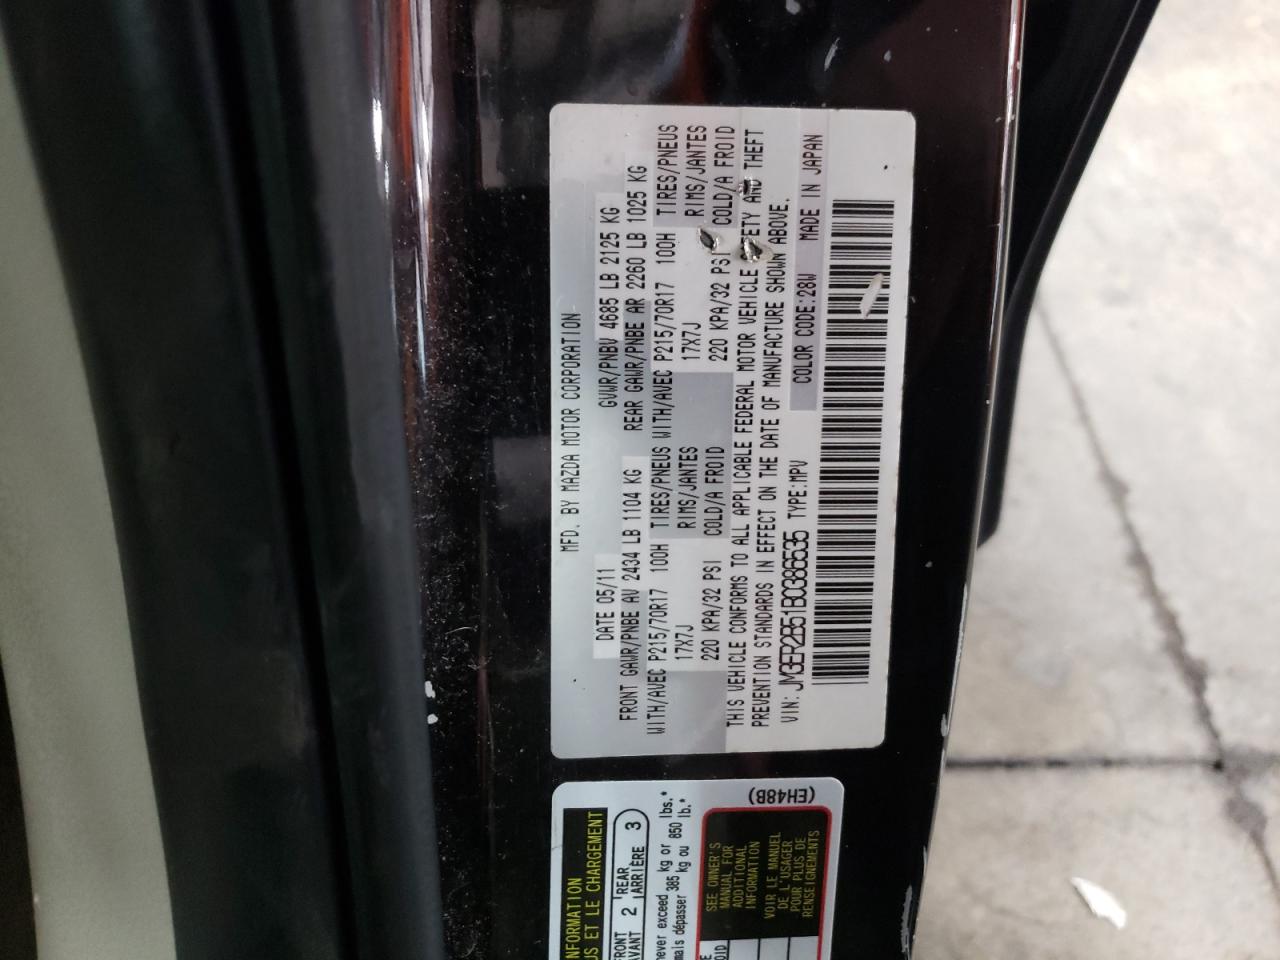 MFD. BY MAZDA MOTOR CORPORATION
DATE 05/11 GVWR/PNBV 4685 LB 2125 KG
FRONT GAWR/PNBE AV 2434 LB 1104 KG REAR GAWR/PNBE AR 2260 LB 1025 KG
WITH/AVEC P215/70R17 100H TIRES/PNEUS WITH/AVEC P215/70R17 100H TIRES/PNEUS
17X7J RIMS/JANTES 17X7J RIMS/JANTES
220 KPA/32 PSI COLD/A FROID 220 KPA/32 PSI COLD/A FROID
THIS VEHICLE CONFORMS TO ALL APPLICABLE FEDERAL MOTOR VEHICLE AND THEFT
PREVENTION STANDARDS IN EFFECT ON THE DATE OF MANUFACTURE SHOWN ABOVE.
VIN: JM3ER2B51B0386535 TYPE:MPV COLOR CODE:28W MADE IN JAPAN
INFORMATION
ET LE CHARGEMENT
FRONT 2 REAR 3
AVANT ARRIÈRE
never exceed 385 kg or 850 lbs.*
jamais dépasser kg ou lb.*
SEE OWNER'S
MANUAL FOR
ADDITIONAL
INFORMATION
VOIR LE MANUEL
DE L'USAGER
POUR PLUS DE
RENSEIGNEMENTS
(EH48B)